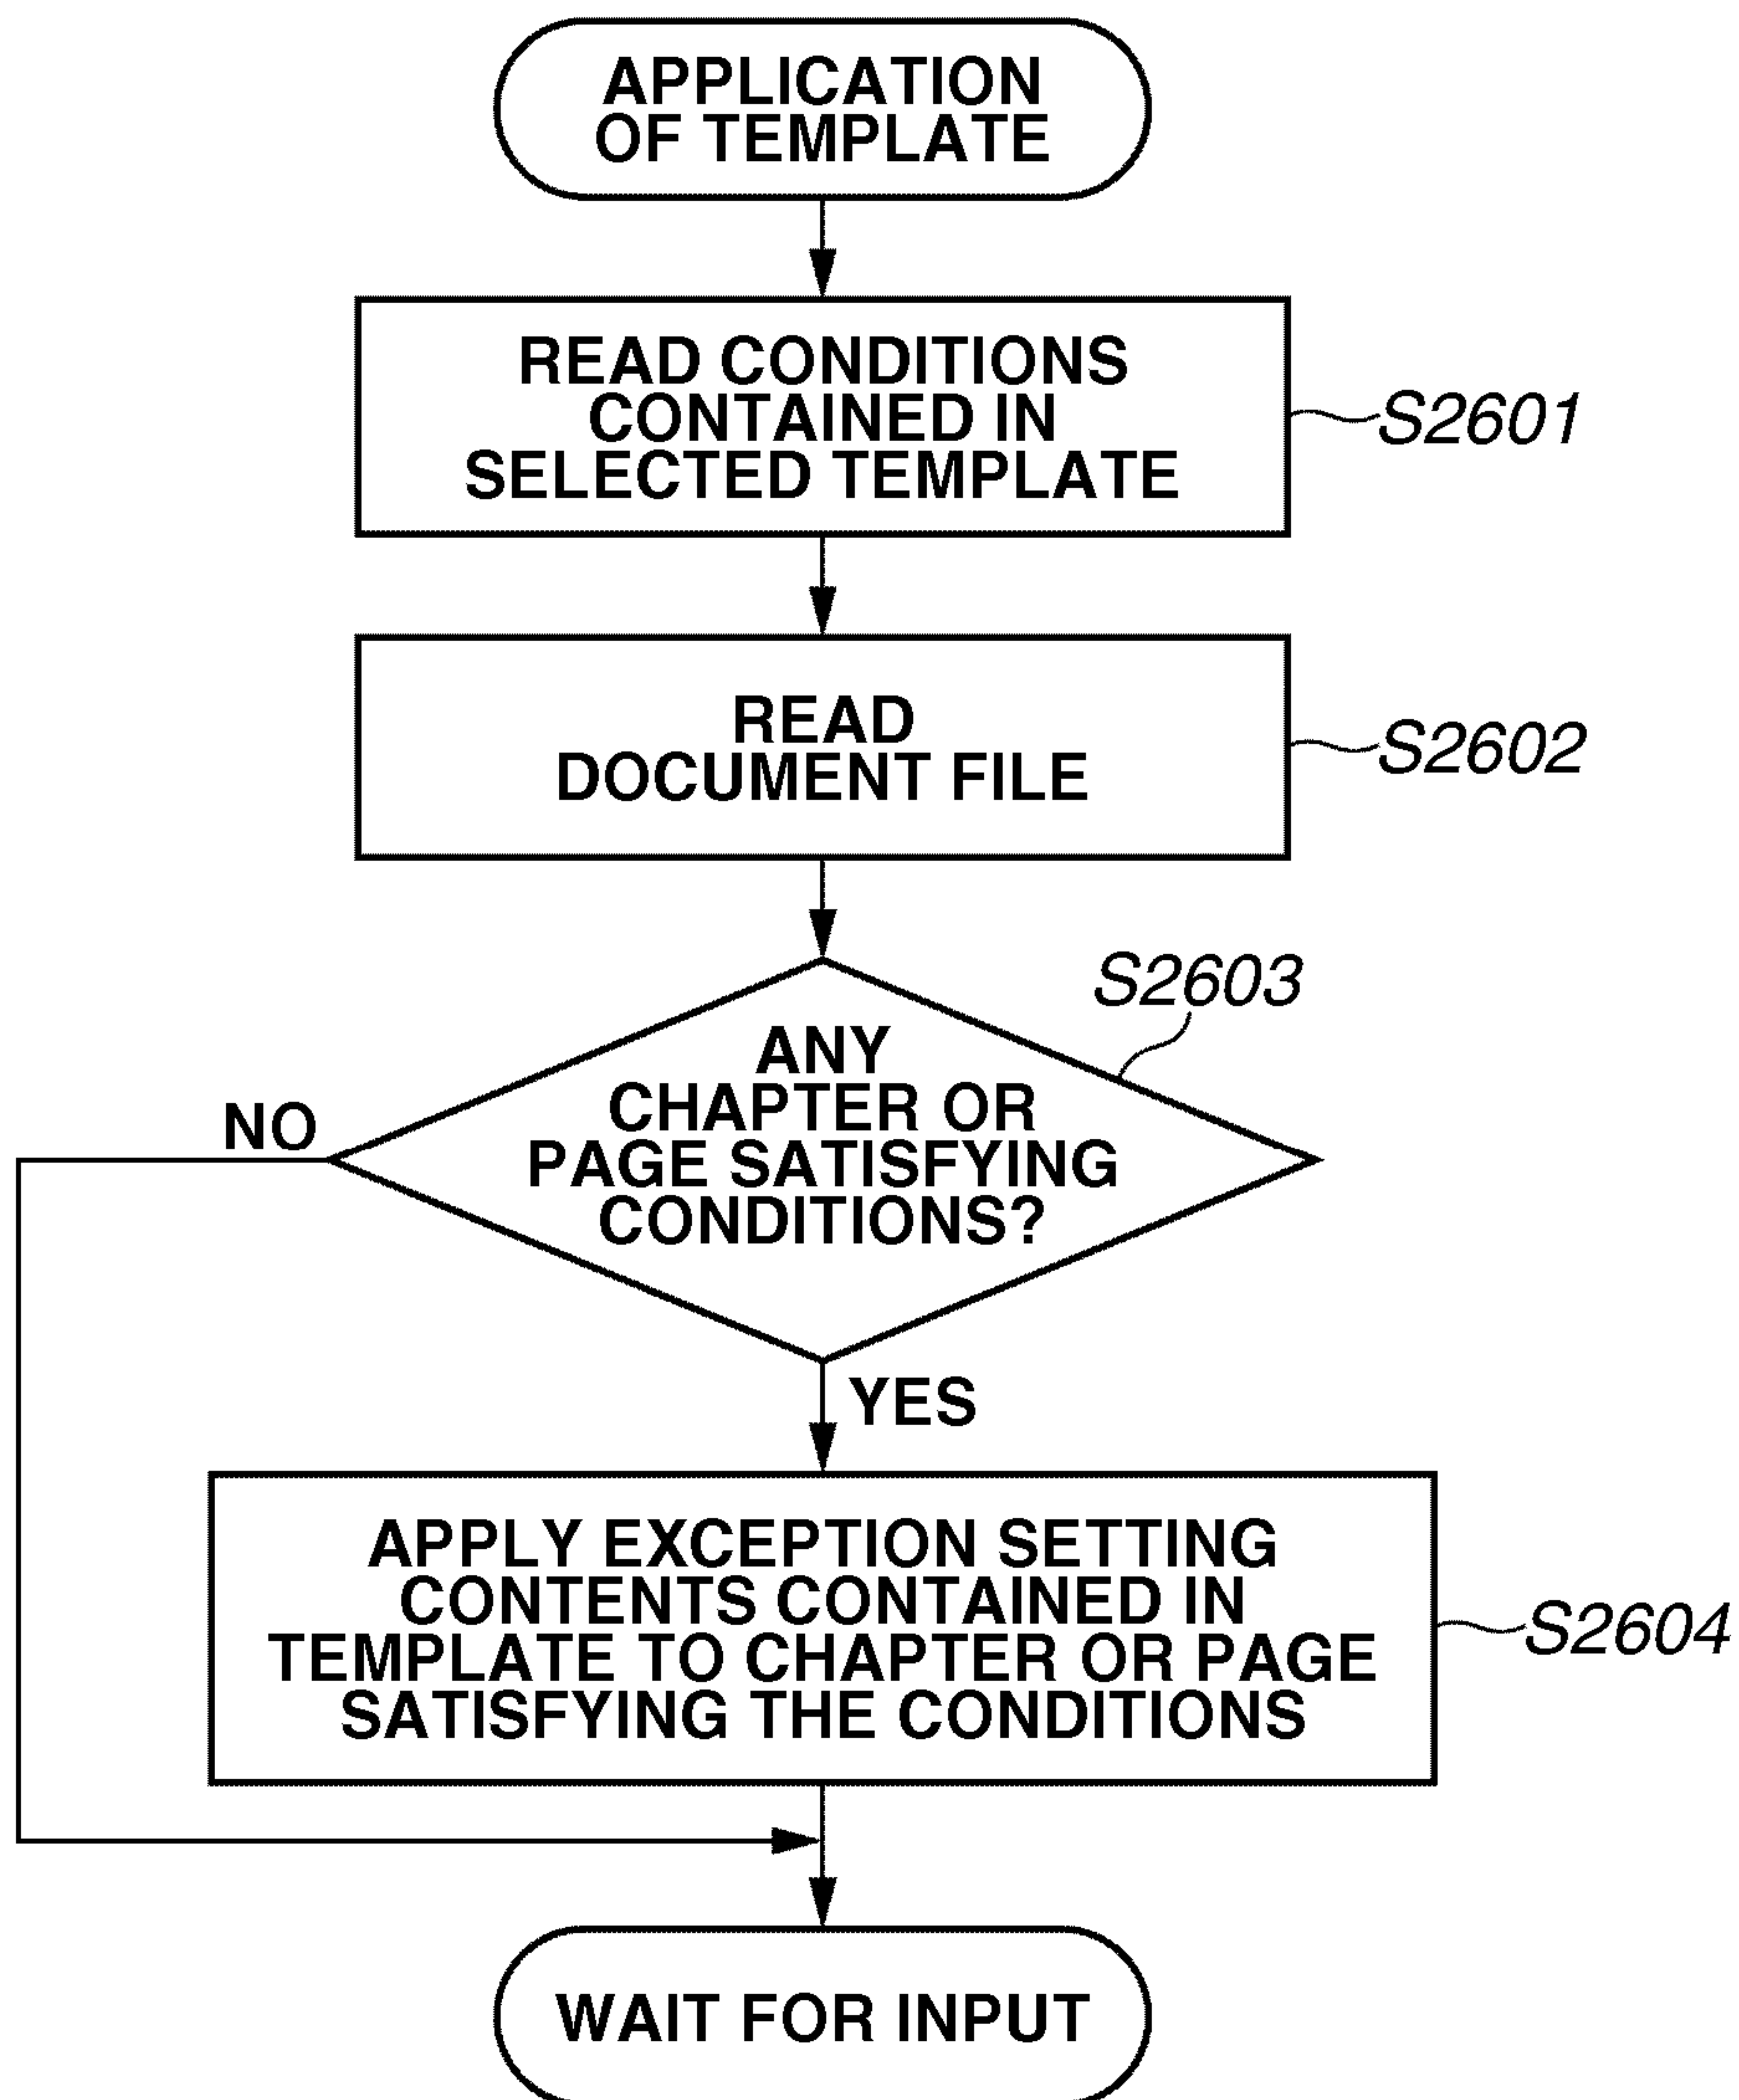 APPLICATION
OF TEMPLATE
READ CONDITIONS
CONTAINED IN
SELECTED TEMPLATE
S2601
READ
DOCUMENT FILE
S2602
S2603
ANY
CHAPTER OR
PAGE SATISFYING
CONDITIONS?
NO
YES
APPLY EXCEPTION SETTING
CONTENTS CONTAINED IN
TEMPLATE TO CHAPTER OR PAGE
SATISFYING THE CONDITIONS
S2604
WAIT FOR INPUT